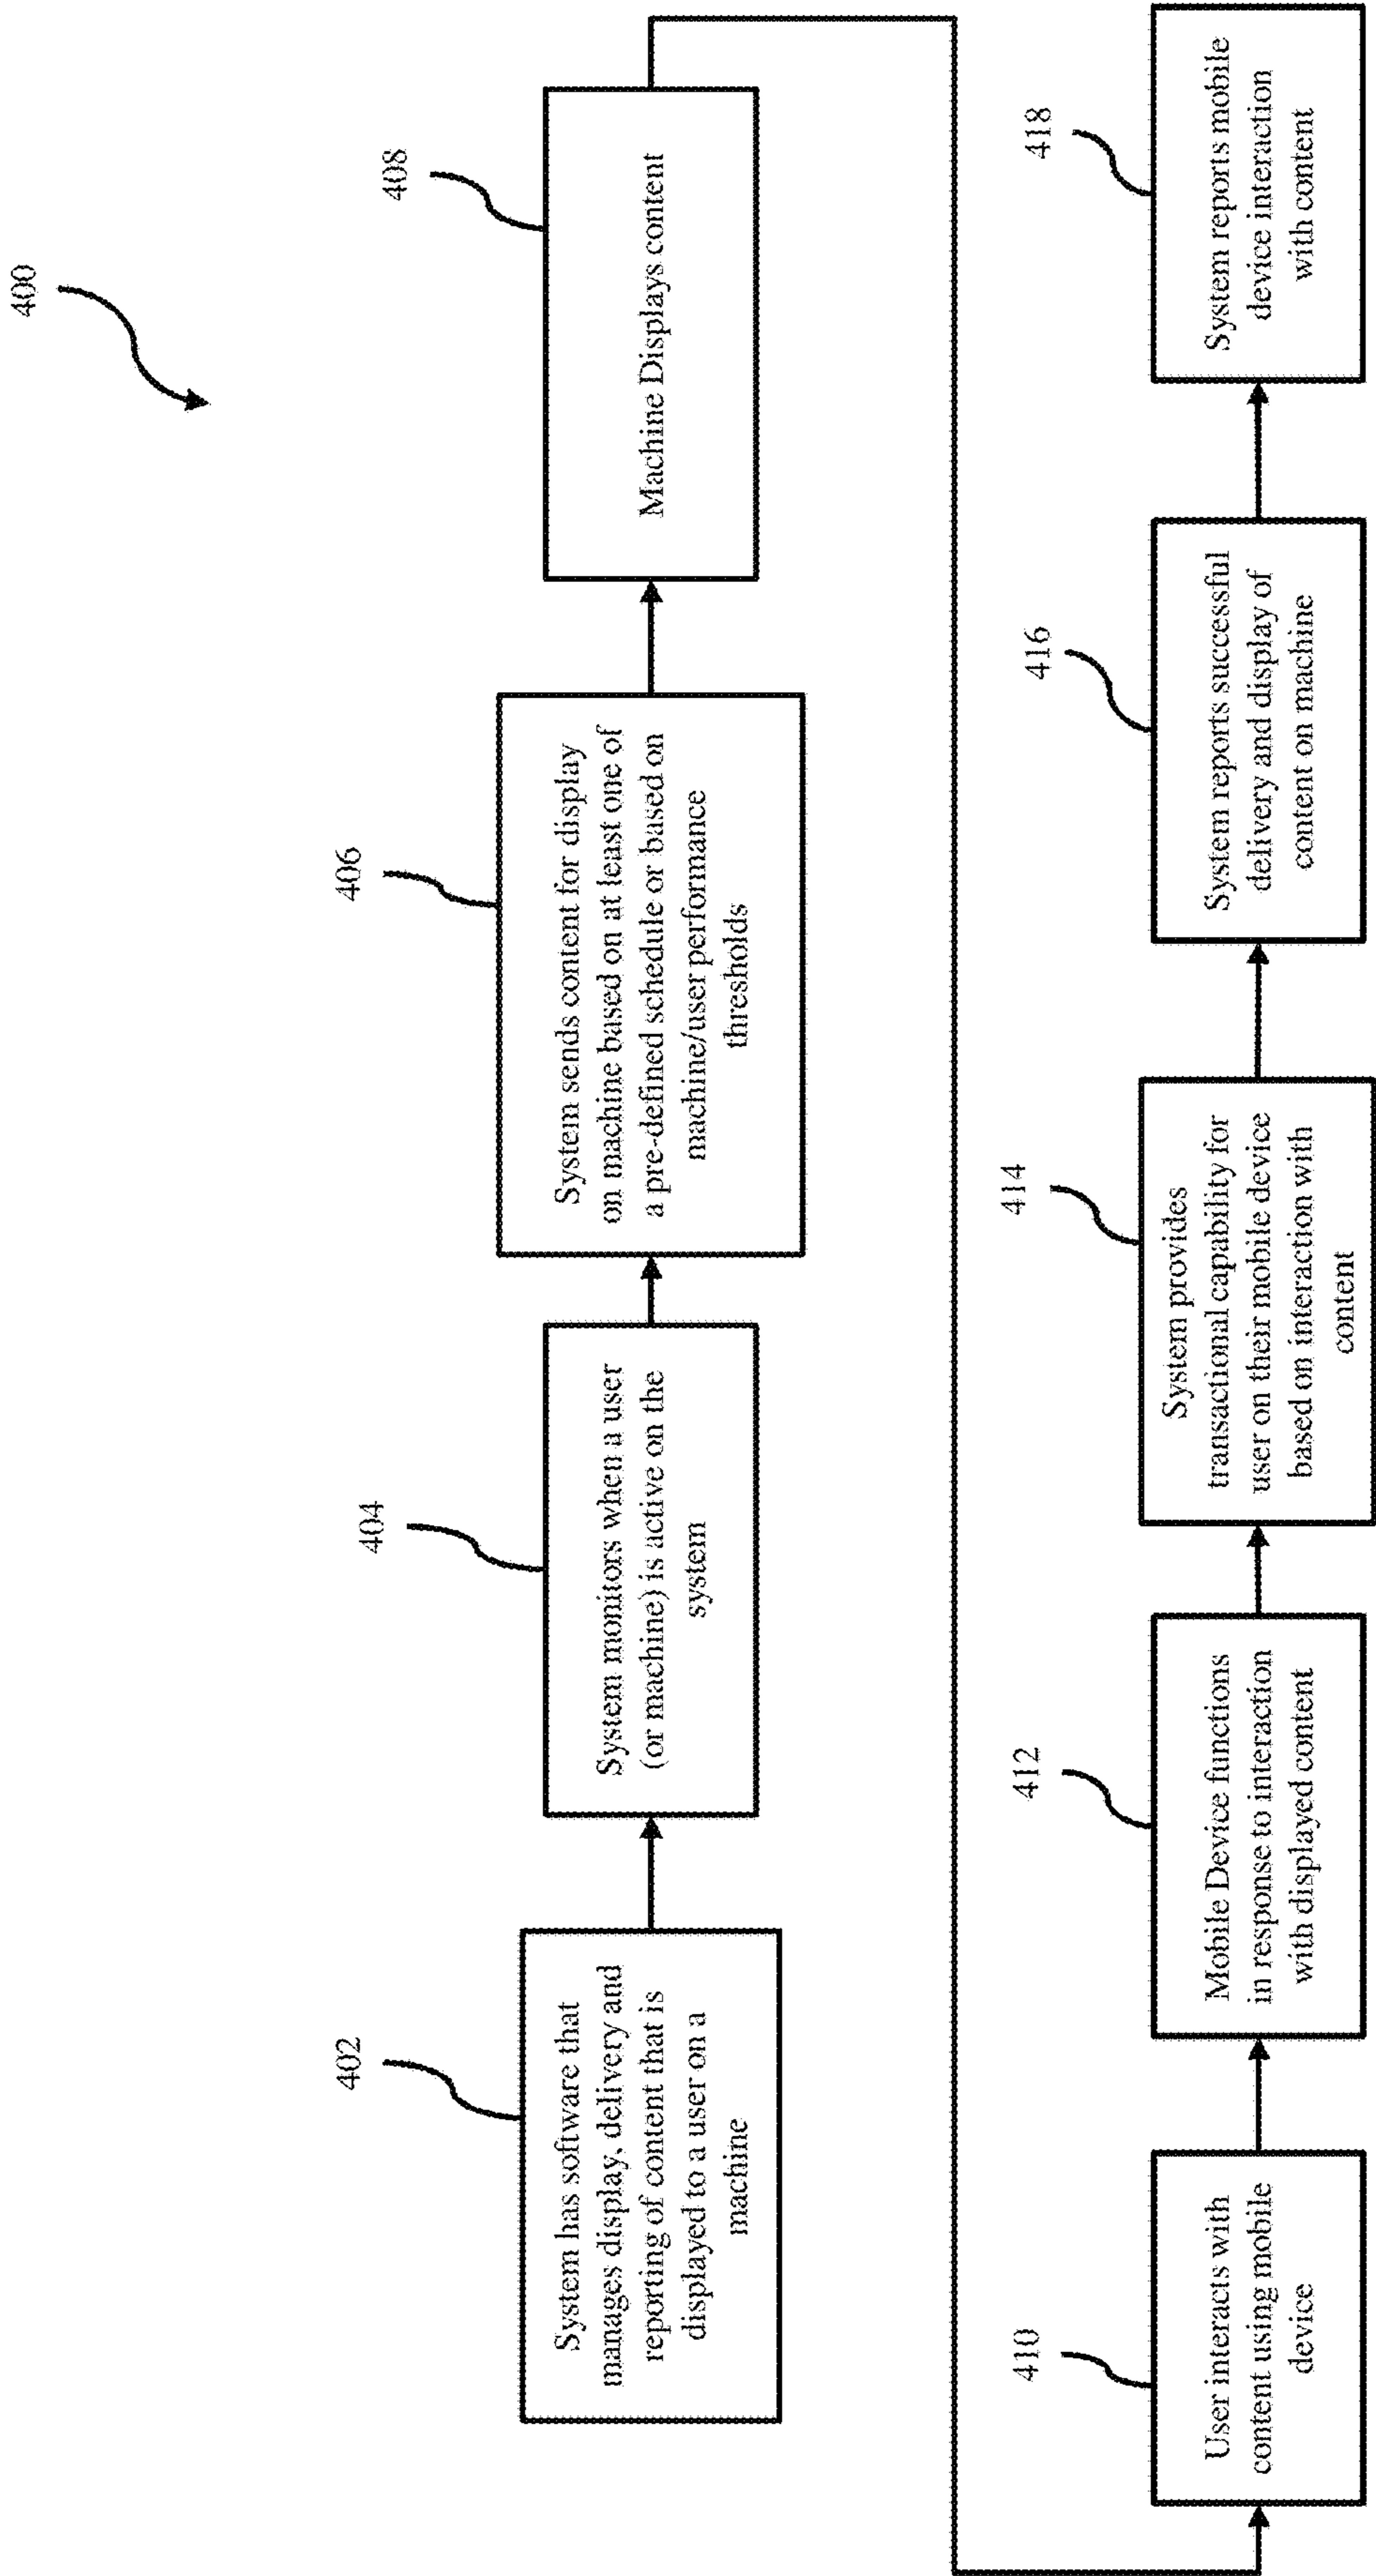 400
402
System has software that
manages display, delivery and
reporting of content that is
displayed to a user on a
machine
404
System monitors when a user
(or machine) is active on the
system
406
System sends content for display
on machine based on at least one of
a pre-defined schedule or based on
machine/user performance
thresholds
408
Machine Displays content
410
User interacts with
content using mobile
device
412
Mobile Device functions
in response to interaction
with displayed content
414
System provides
transactional capability for
user on their mobile device
based on interaction with
content
416
System reports successful
delivery and display of
content on machine
418
System reports mobile
device interaction
with content